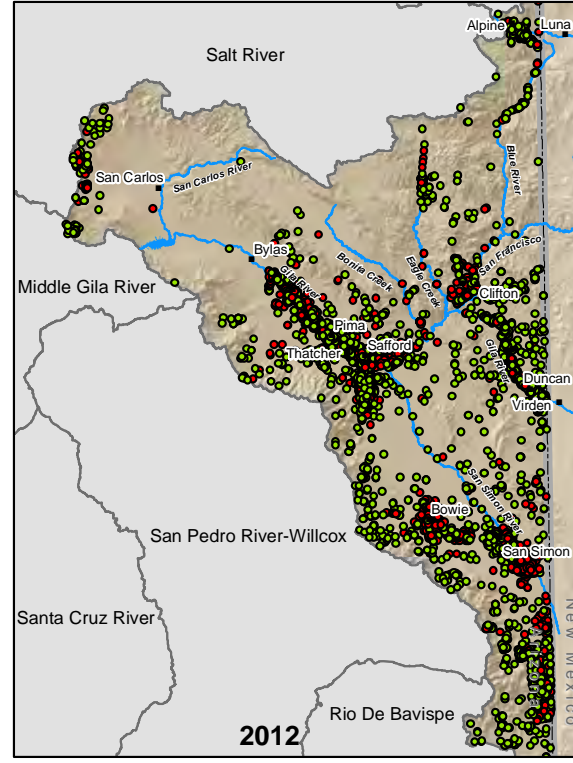 Alpine
Luna
Salt River
Blue River
San Carlos
San Carlos River
San Francisco
Bylas
Gila River
Bonita Creek
Eagle Creek
Middle Gila River
Clifton
Pima
Safford
Thatcher
Gila River
Duncan
Virden
San Simon River
Bowie
San Pedro River-Willcox
San Simon
Santa Cruz River
Arizona
New Mexico
Rio De Bavispe
2012